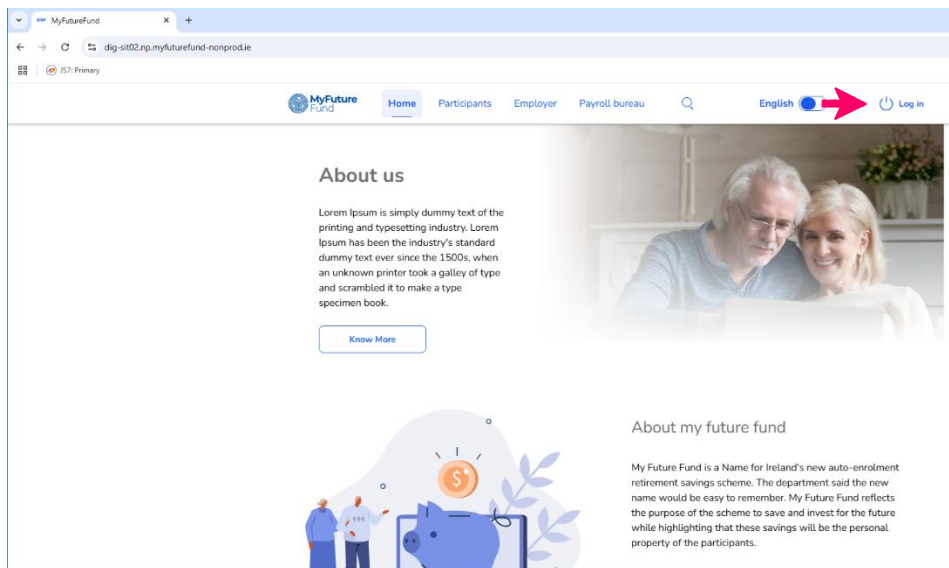 MyFutureFund
dig-sit02.np.myfuturefund-nonprod.ie
JS7: Primary
MyFuture
Fund
Home
Participants
Employer
Payroll bureau
English
Log in
About us
Lorem Ipsum is simply dummy text of the
printing and typesetting industry. Lorem
Ipsum has been the industry's standard
dummy text ever since the 1500s, when
an unknown printer took a galley of type
and scrambled it to make a type
specimen book.
Know More
About my future fund
My Future Fund is a Name for Ireland's new auto-enrolment
retirement savings scheme. The department said the new
name would be easy to remember. My Future Fund reflects
the purpose of the scheme to save and invest for the future
while highlighting that these savings will be the personal
property of the participants.